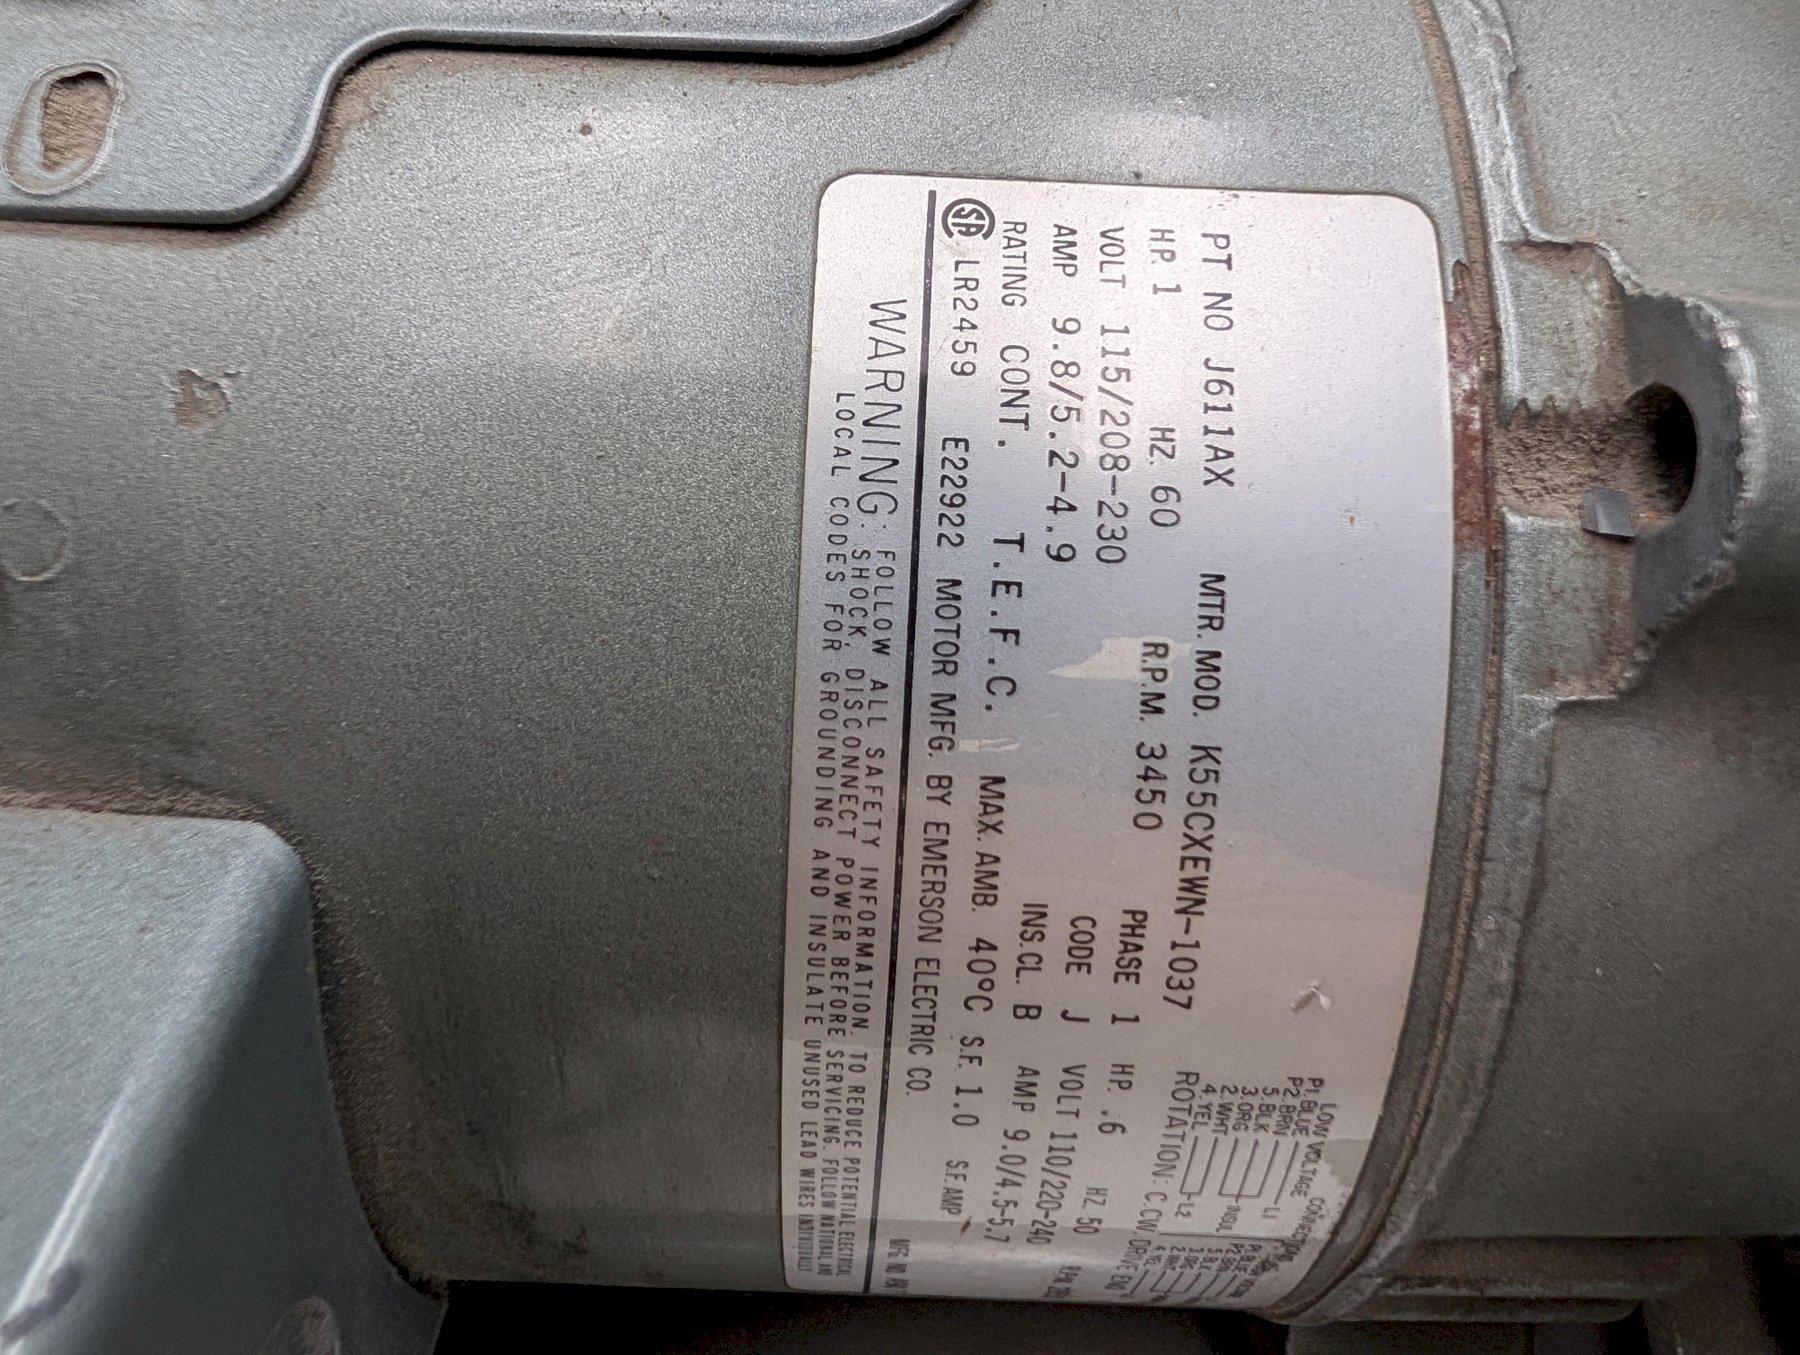 LOW VOLTAGE CONNECTIONS
P1. BLUE
P2. BRN
5. BLK L1
3. ORG
2. WHT INSUL
4. YEL L2
PT NO J611AX MTR. MOD. K55CXEWN-1037 ROTATION: C.C.W. DRIVE END
HP. 1 HZ. 60 R.P.M. 3450 PHASE 1 HP. .6 HZ 50
VOLT 115/208-230 CODE J VOLT 110/220-240
AMP 9.8/5.2-4.9 INS.CL. B AMP 9.0/4.5-5.7
RATING CONT. T.E.F.C. MAX. AMB. 40°C S.F. 1.0 S.F. AMP
SA LR2459 E22922 MOTOR MFG. BY EMERSON ELECTRIC CO. MFG. NO.
WARNING: FOLLOW ALL SAFETY INFORMATION. TO REDUCE POTENTIAL ELECTRICAL
SHOCK, DISCONNECT POWER BEFORE SERVICING. FOLLOW NATIONAL AND
LOCAL CODES FOR GROUNDING AND INSULATE UNUSED LEAD WIRES INDIVIDUALLY.